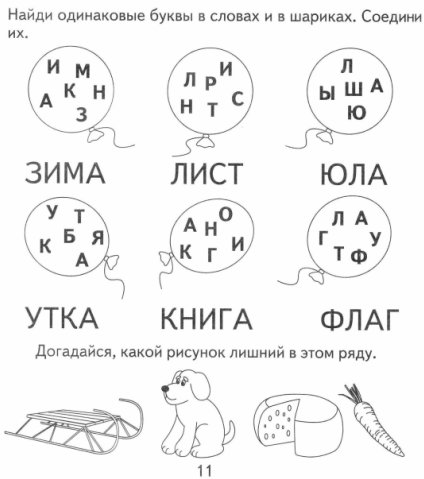 Найди одинаковые буквы в словах и в шариках. Соедини
их.
И М
А К Н
З
Л Р И
Н Т С
Л
Ы Ш А
Ю
ЗИМА ЛИСТ ЮЛА
У Т
К Б Я
А
А Н О
К Г И
Л А
Г Т Ф У
УТКА КНИГА ФЛАГ
Догадайся, какой рисунок лишний в этом ряду.
11